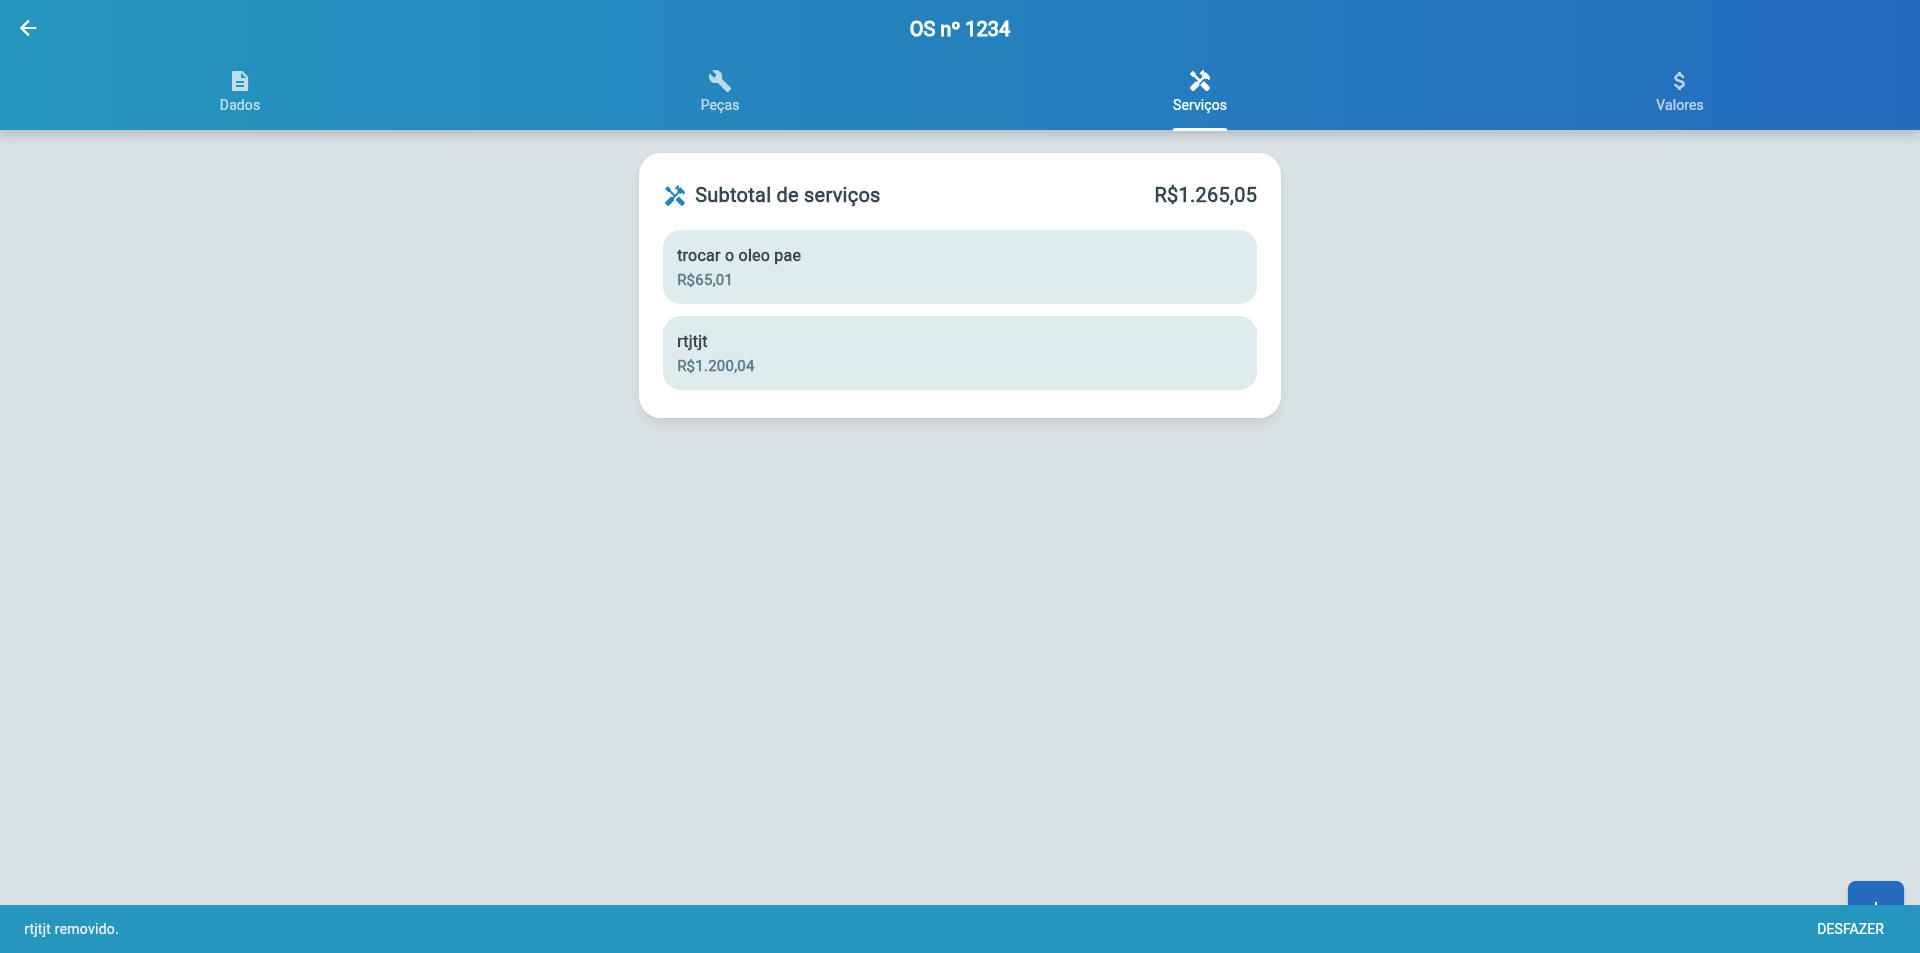 OS nº 1234
Dados
Peças
Serviços
Valores
Subtotal de serviços R$1.265,05
trocar o oleo pae
R$65,01
rtjtjt
R$1.200,04
rtjtjt removido. DESFAZER